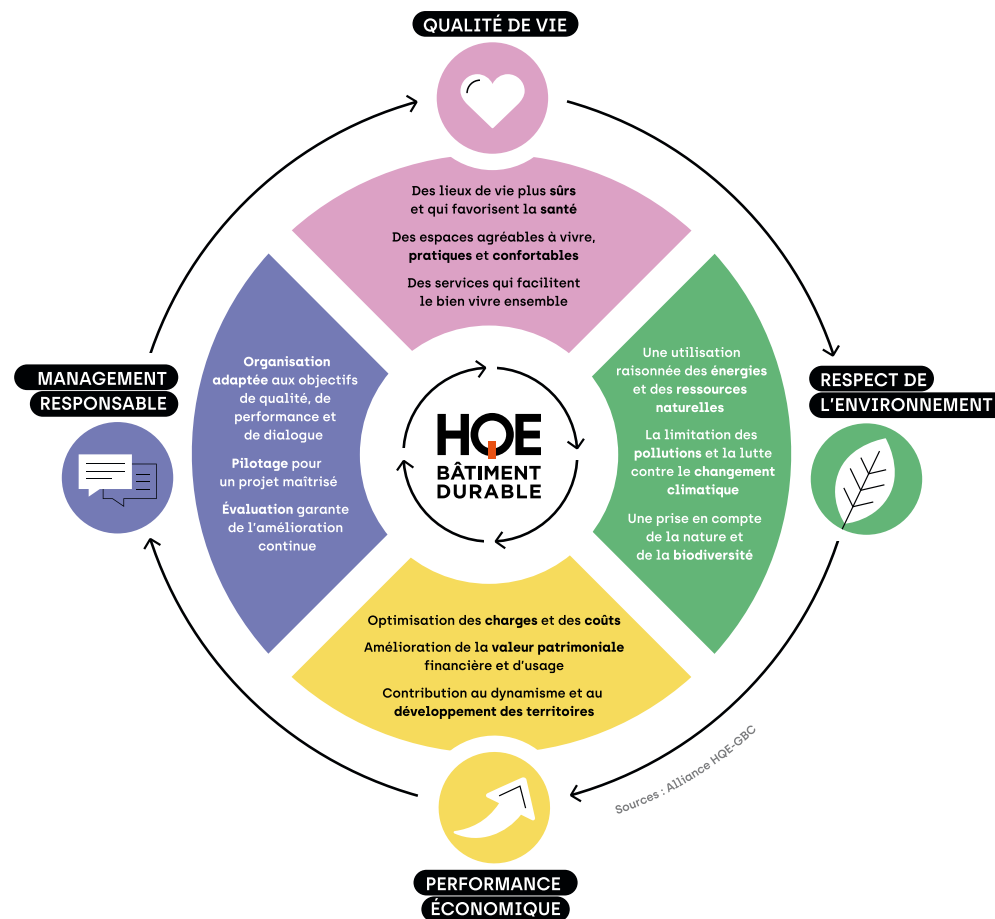 QUALITÉ DE VIE
Des lieux de vie plus sûrs
et qui favorisent la santé
Des espaces agréables à vivre,
pratiques et confortables
Des services qui facilitent
le bien vivre ensemble
MANAGEMENT
RESPONSABLE
Organisation
adaptée aux objectifs
de qualité, de
performance et
de dialogue
Pilotage pour
un projet maîtrisé
Évaluation garante
de l'amélioration
continue
HQE
BÂTIMENT
DURABLE
Une utilisation
raisonnée des énergies
et des ressources
naturelles
La limitation des
pollutions et la lutte
contre le changement
climatique
Une prise en compte
de la nature et
de la biodiversité
RESPECT DE
L'ENVIRONNEMENT
Optimisation des charges et des coûts
Amélioration de la valeur patrimoniale
financière et d'usage
Contribution au dynamisme et au
développement des territoires
Sources : Alliance HQE-GBC
PERFORMANCE
ÉCONOMIQUE